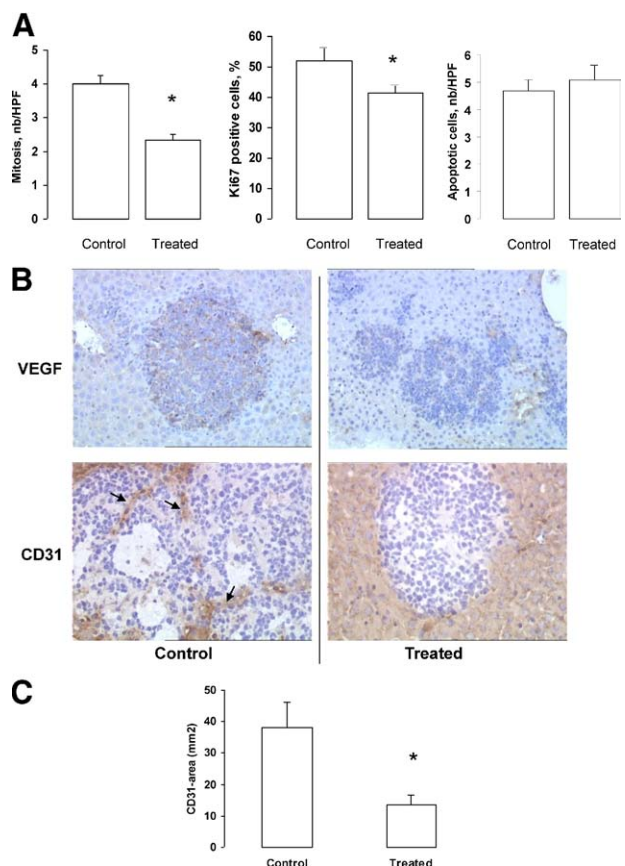 A
Mitosis, nb/HPF
5
4
3
2
1
0
*
Control Treated
Ki67 positive cells, %
60
50
40
30
20
10
0
*
Control Treated
Apoptotic cells, nb/HPF
6
5
4
3
2
1
0
Control Treated
B
VEGF
CD31
Control Treated
C
CD31-area (mm2)
50
40
30
20
10
0
*
Control Treated